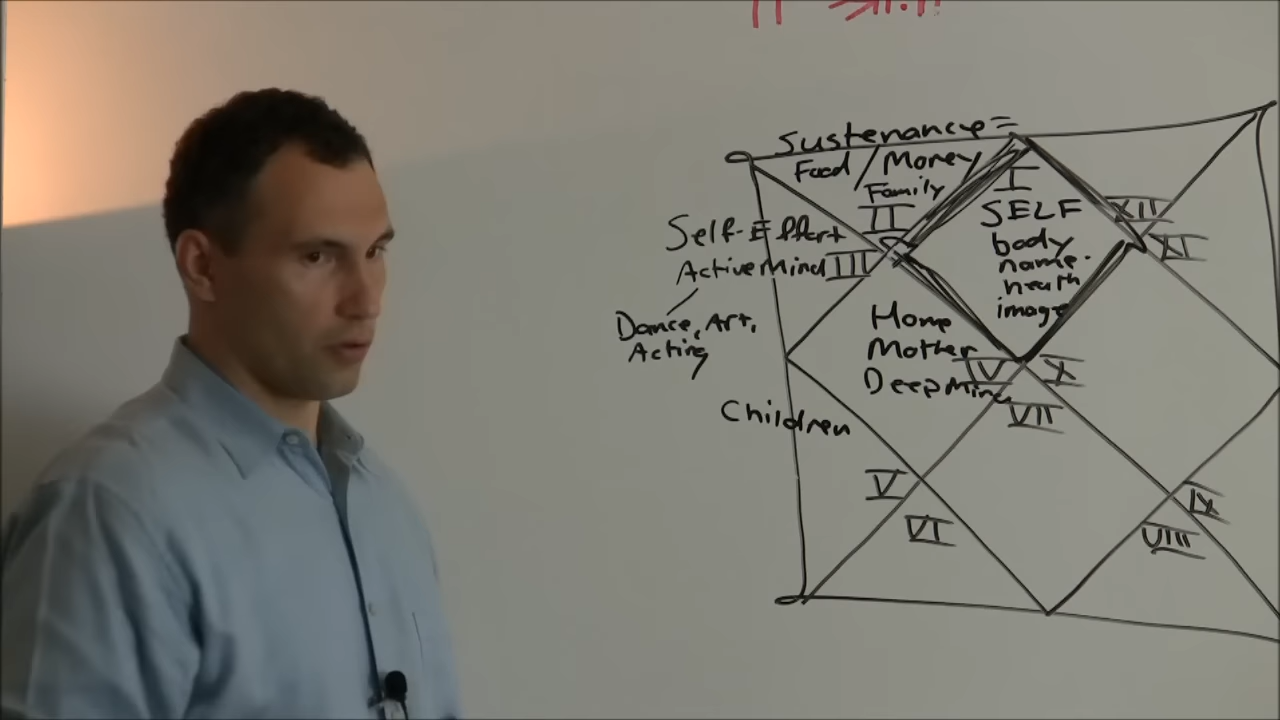 Sustenance =
Food / Money
Family
II
I
SELF
body
name.
health
image
XII
XI
Self-Effort
Active Mind III
Dance, Art,
Acting
Home
Mother
IV
Deep Mind
X
VII
Children
V
VI
IX
VIII